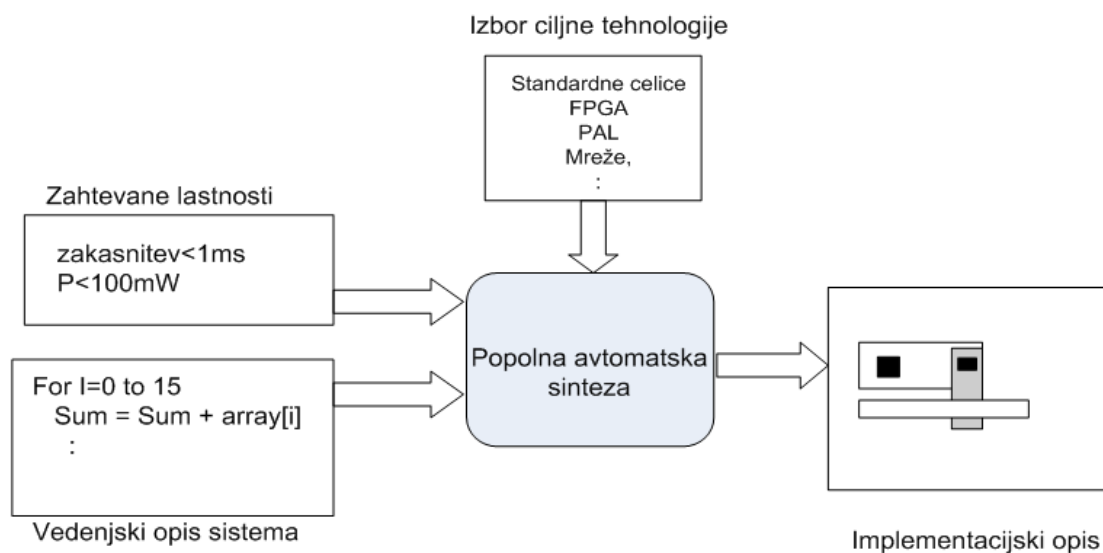 Izbor ciljne tehnologije
Standardne celice
FPGA
PAL
Mreže,
:
Zahtevane lastnosti
zakasnitev<1ms
P<100mW
For I=0 to 15
Sum = Sum + array[i]
:
Vedenjski opis sistema
Popolna avtomatska
sinteza
Implementacijski opis